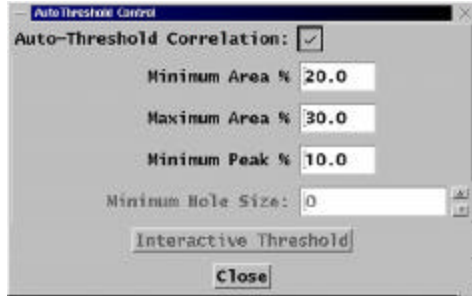 AutoThreshold Control
Auto-Threshold Correlation:
Minimum Area % 20.0
Maximum Area % 30.0
Minimum Peak % 10.0
Minimum Hole Size: 0
Interactive Threshold
Close